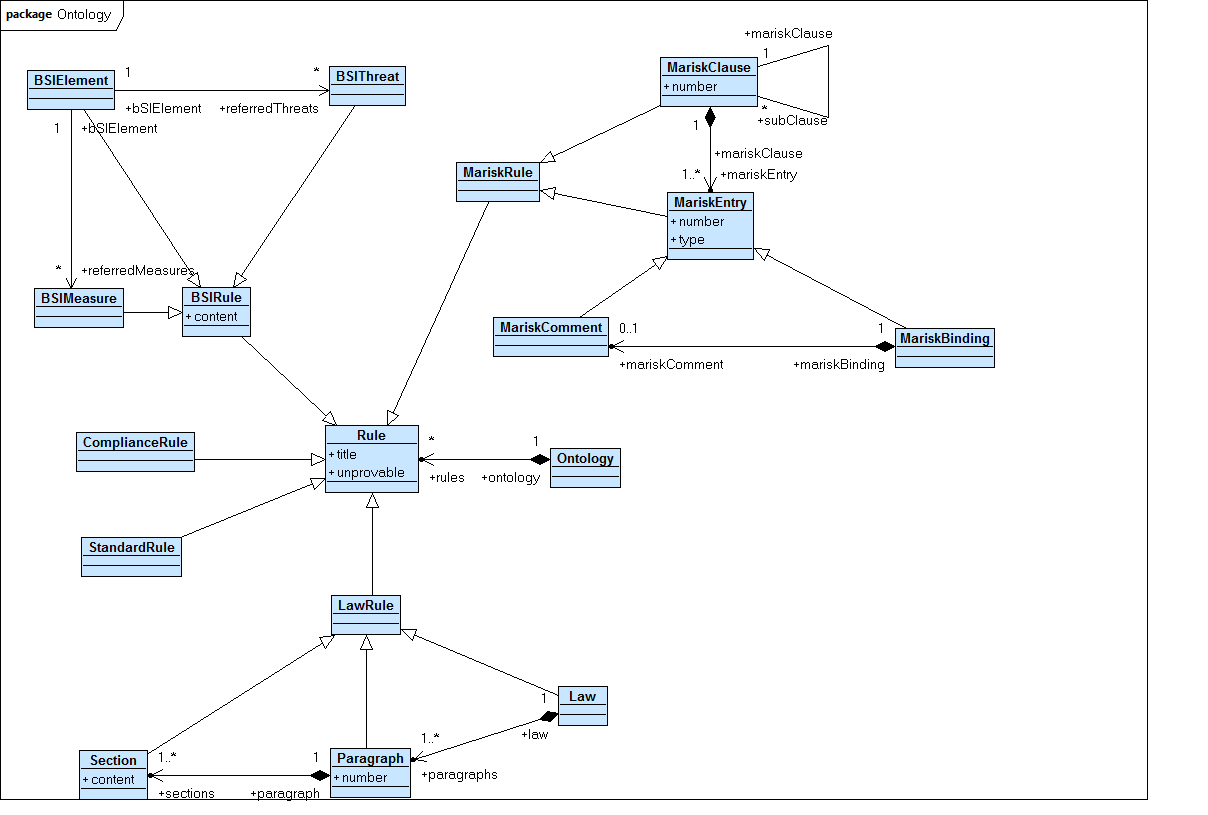 package Ontology
+mariskClause
1
MariskClause
+ number
*
+subClause
BSIElement
1
*
BSIThreat
+bSIElement
+referredThreats
1
+bSIElement
1
+mariskClause
1..*
+mariskEntry
MariskRule
MariskEntry
+ number
+ type
*
+referredMeasures
BSIMeasure
BSIRule
+ content
MariskComment
0..1
1
MariskBinding
+mariskComment
+mariskBinding
ComplianceRule
Rule
+ title
+ unprovable
*
1
Ontology
+rules
+ontology
StandardRule
LawRule
1
Law
+law
1..*
+paragraphs
Section
+ content
1..*
1
Paragraph
+ number
+sections
+paragraph